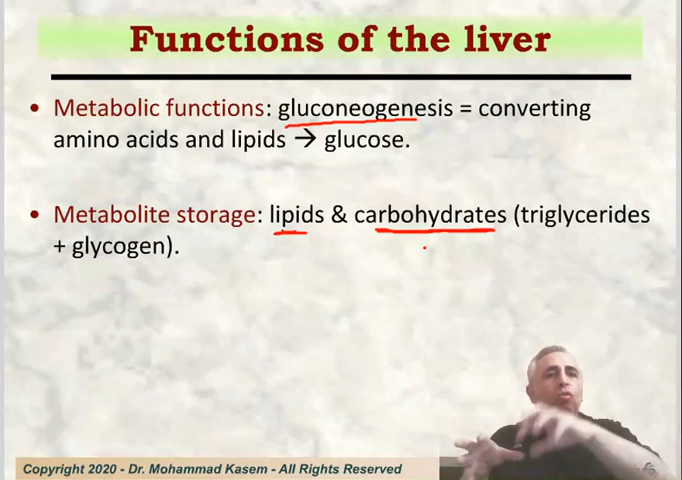 Functions of the liver
• Metabolic functions: gluconeogenesis = converting
amino acids and lipids → glucose.
• Metabolite storage: lipids & carbohydrates (triglycerides
+ glycogen).
Copyright 2020 - Dr. Mohammad Kasem - All Rights Reserved